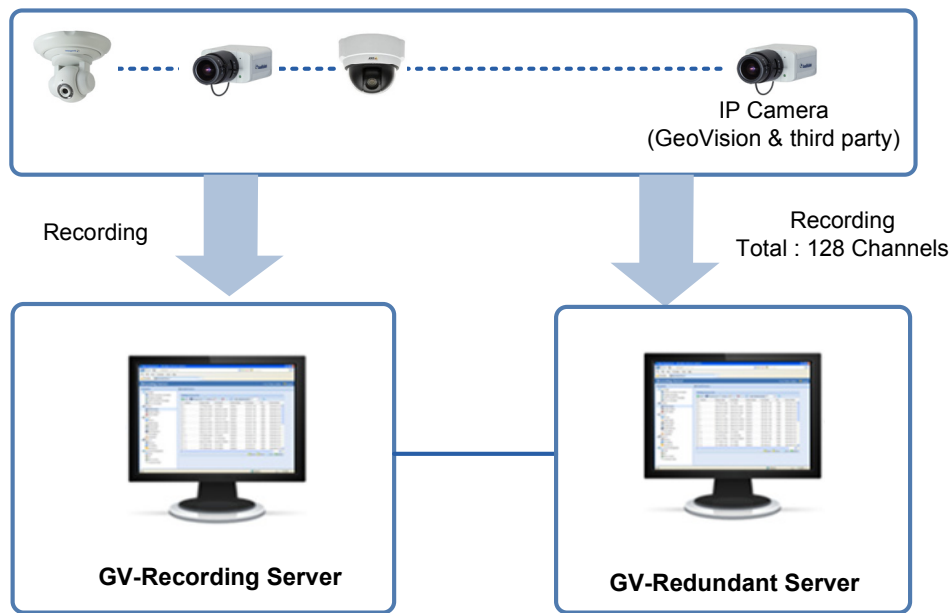 IP Camera
(GeoVision & third party)
Recording
Recording
Total : 128 Channels
GV-Recording Server
GV-Redundant Server